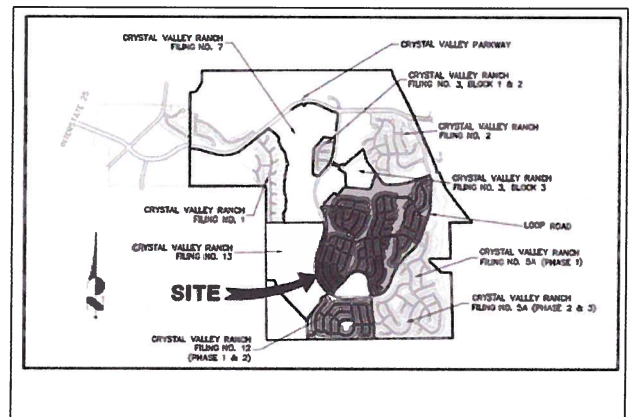 CRYSTAL VALLEY RANCH
FILING NO. 7
CRYSTAL VALLEY PARKWAY
CRYSTAL VALLEY RANCH
FILING NO. 3, BLOCK 1 & 2
INTERSTATE 25
CRYSTAL VALLEY RANCH
FILING NO. 2
CRYSTAL VALLEY RANCH
FILING NO. 3, BLOCK 3
CRYSTAL VALLEY RANCH
FILING NO. 1
LOOP ROAD
CRYSTAL VALLEY RANCH
FILING NO. 13
CRYSTAL VALLEY RANCH
FILING NO. 5A (PHASE 1)
SITE
CRYSTAL VALLEY RANCH
FILING NO. 5A (PHASE 2 & 3)
CRYSTAL VALLEY RANCH
FILING NO. 12
(PHASE 1 & 2)